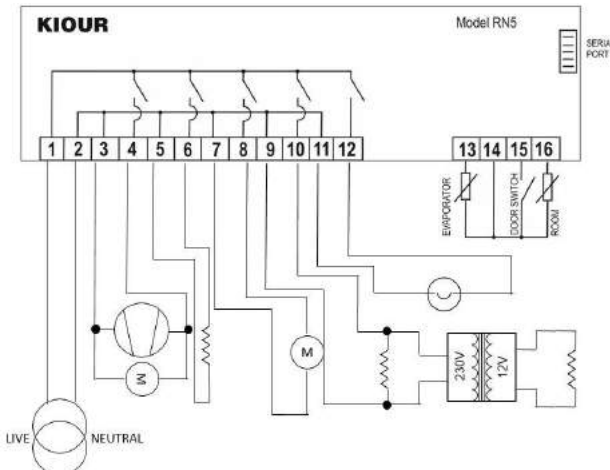 KIOUR
Model RN5
SERIA
PORT
1 2 3 4 5 6 7 8 9 10 11 12
13 14 15 16
EVAPORATOR
DOOR SWITCH
ROOM
M
M
230V
12V
LIVE
NEUTRAL